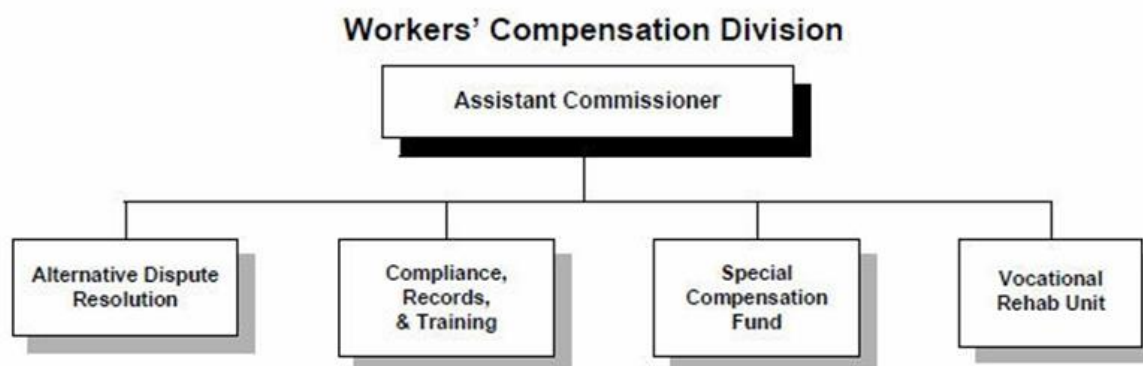 Workers’ Compensation Division
Assistant Commissioner
Alternative Dispute
Resolution
Compliance,
Records,
& Training
Special
Compensation
Fund
Vocational
Rehab Unit